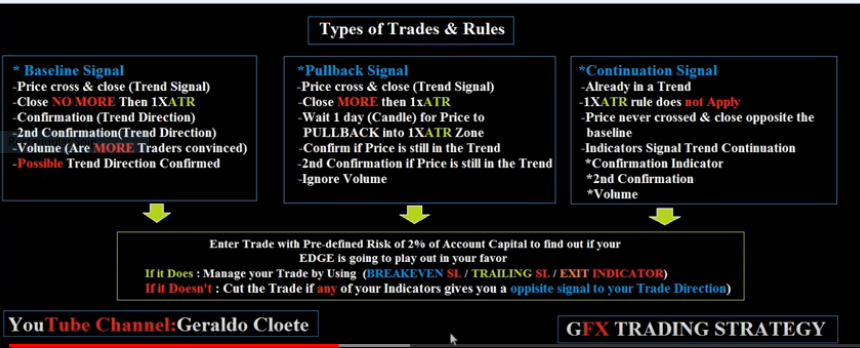 Types of Trades & Rules
* Baseline Signal
-Price cross & close (Trend Signal)
-Close NO MORE Then 1XATR
-Confirmation (Trend Direction)
-2nd Confirmation(Trend Direction)
-Volume (Are MORE Traders convinced)
-Possible Trend Direction Confirmed
*Pullback Signal
-Price cross & close (Trend Signal)
-Close MORE then 1xATR
-Wait 1 day (Candle) for Price to
PULLBACK into 1XATR Zone
-Confirm if Price is still in the Trend
-2nd Confirmation if Price is still in the Trend
-Ignore Volume
*Continuation Signal
-Already in a Trend
-1XATR rule does not Apply
-Price never crossed & close opposite the
baseline
-Indicators Signal Trend Continuation
*Confirmation Indicator
*2nd Confirmation
*Volume
Enter Trade with Pre-defined Risk of 2% of Account Capital to find out if your
EDGE is going to play out in your favor
If it Does : Manage your Trade by Using (BREAKEVEN SL / TRAILING SL / EXIT INDICATOR)
If it Doesn't : Cut the Trade if any of your Indicators gives you a oppisite signal to your Trade Direction)
YouTube Channel:Geraldo Cloete
GFX TRADING STRATEGY